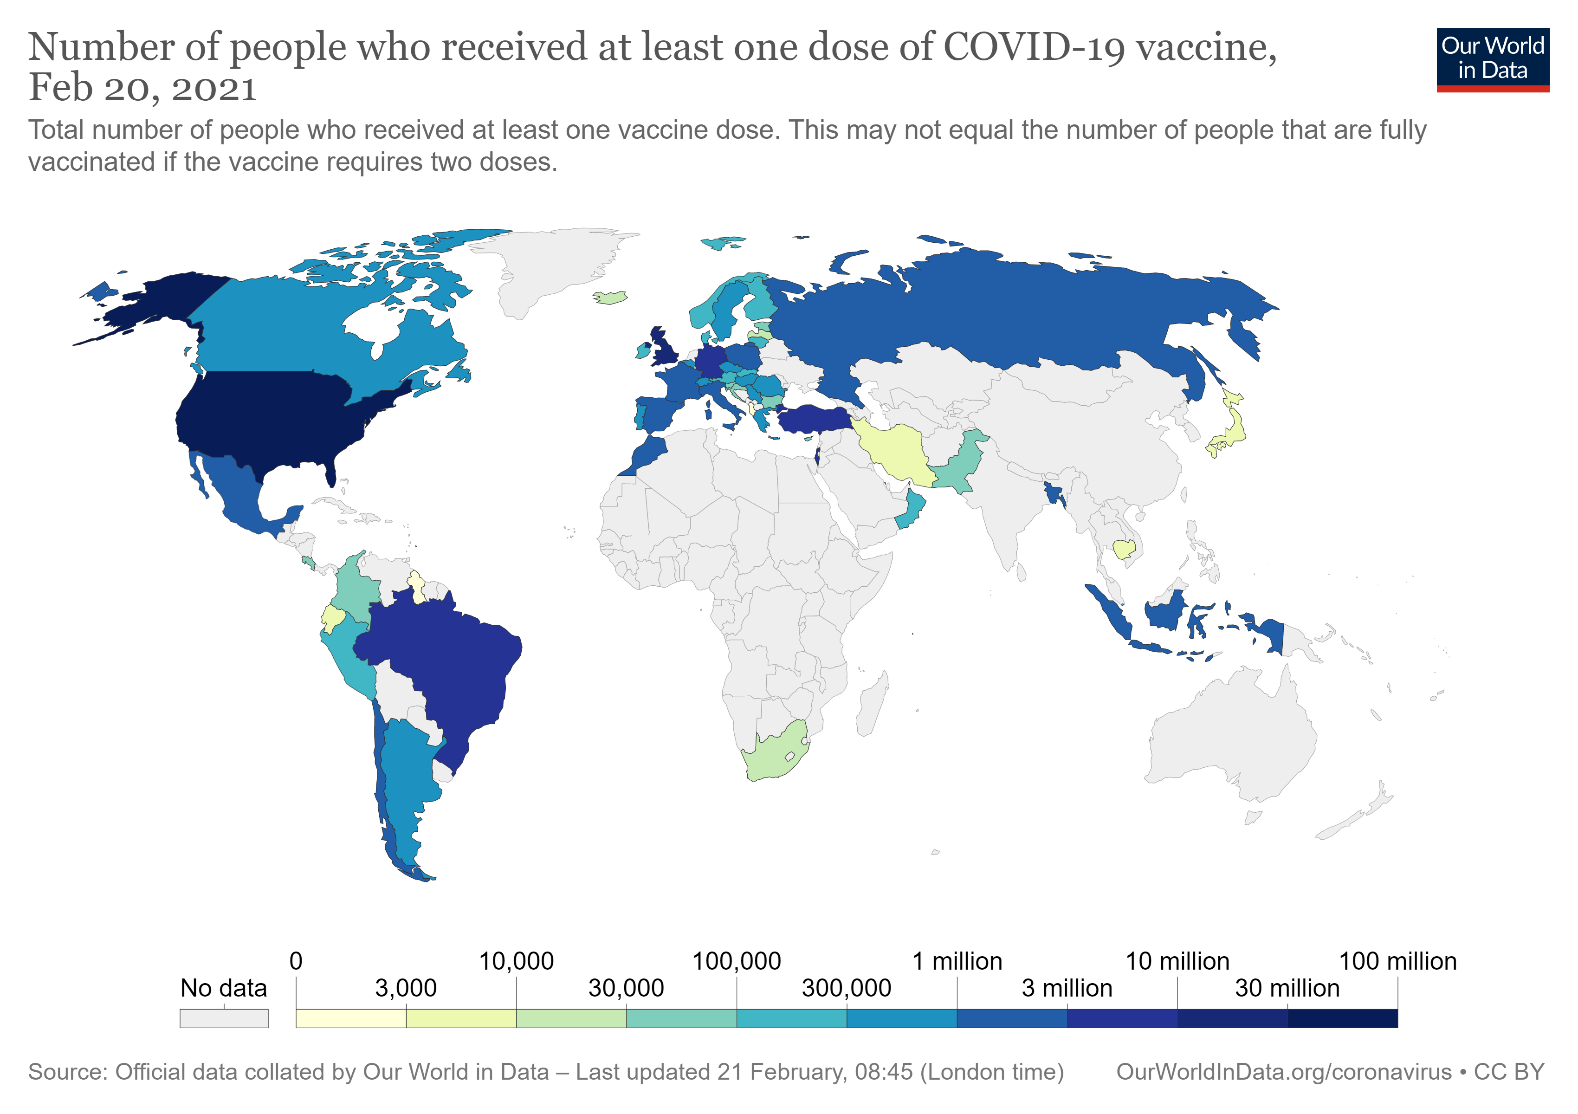 Number of people who received at least one dose of COVID-19 vaccine,
Feb 20, 2021
Our World
in Data
Total number of people who received at least one vaccine dose. This may not equal the number of people that are fully
vaccinated if the vaccine requires two doses.
0 10,000 100,000 1 million 10 million 100 million
No data 3,000 30,000 300,000 3 million 30 million
Source: Official data collated by Our World in Data – Last updated 21 February, 08:45 (London time) OurWorldInData.org/coronavirus • CC BY